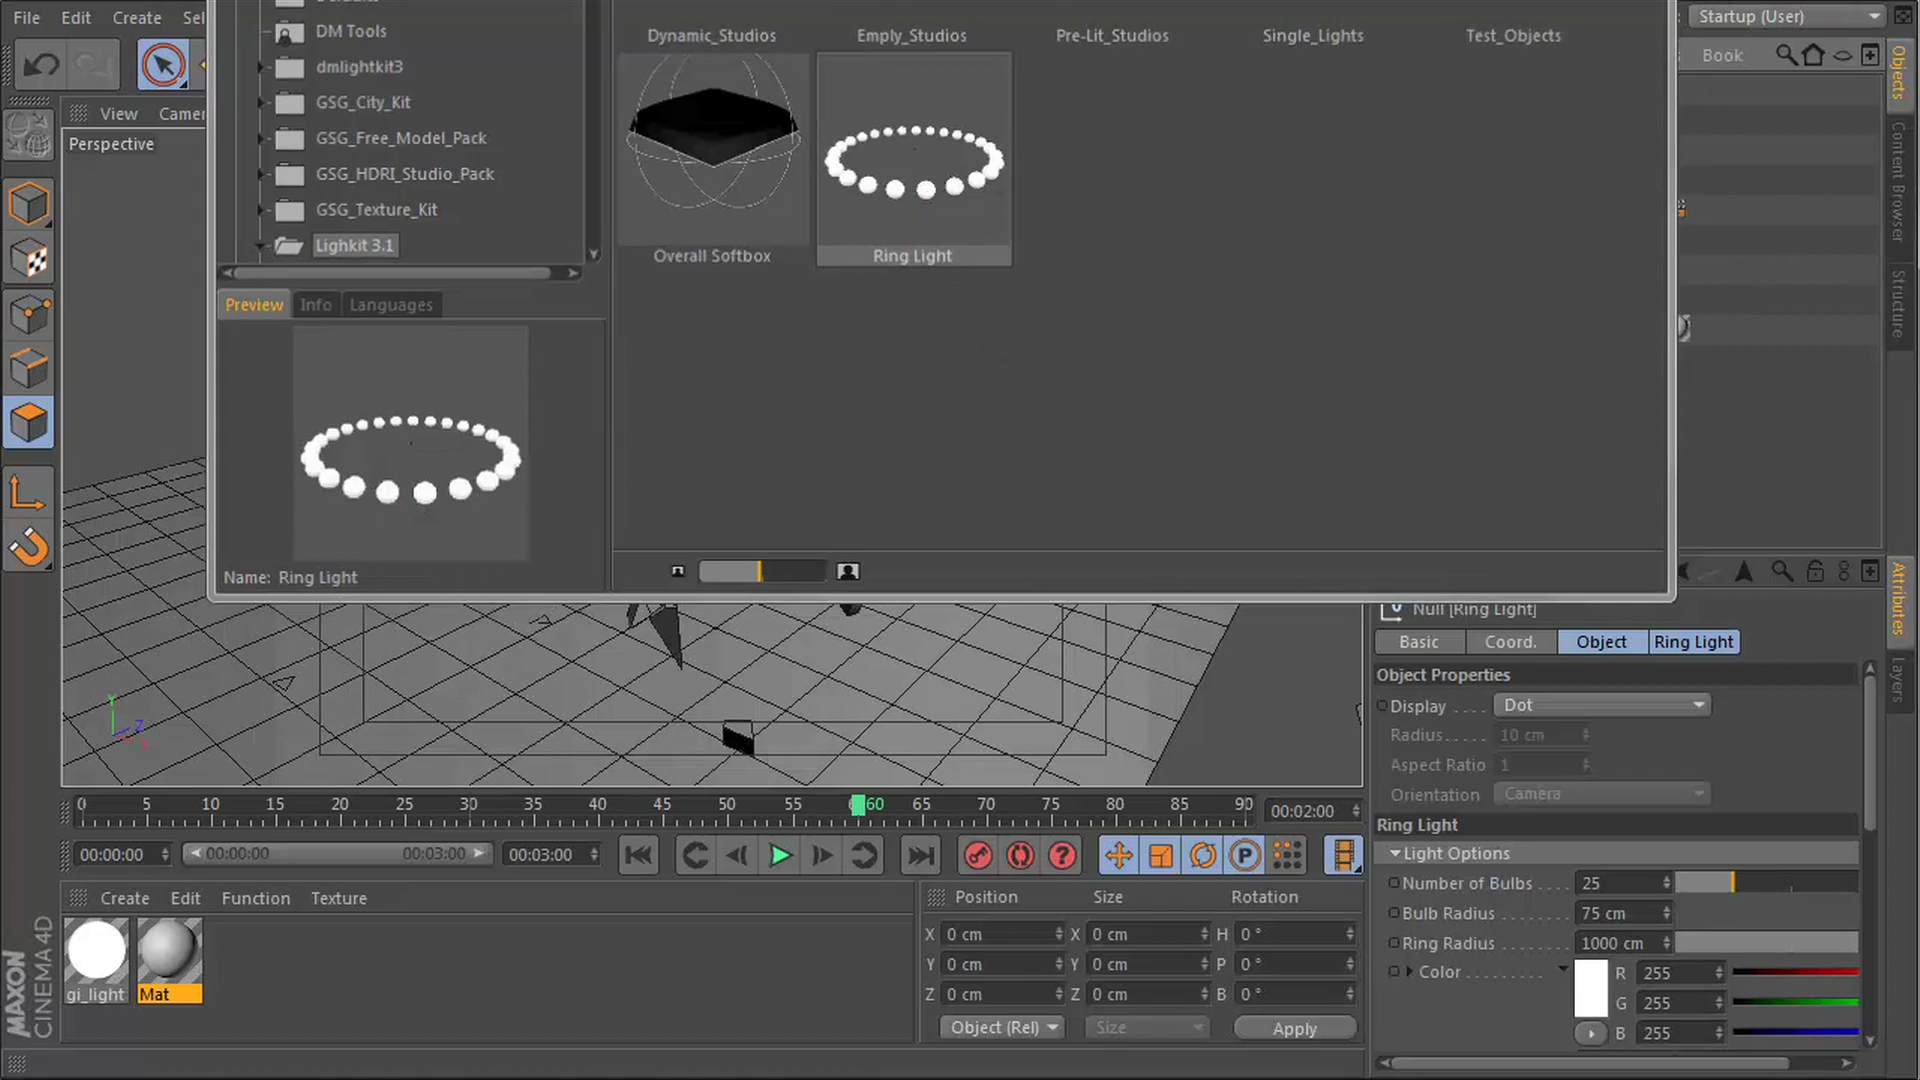 File Edit Create Sel
Startup (User)
Book
View Camer
Perspective
Defaults
DM Tools
dmlightkit3
GSG_City_Kit
GSG_Free_Model_Pack
GSG_HDRI_Studio_Pack
GSG_Texture_Kit
Lighkit 3.1
Preview Info Languages
Name: Ring Light
Dynamic_Studios Emply_Studios Pre-Lit_Studios Single_Lights Test_Objects
Overall Softbox Ring Light
Objects
Content Browser
Structure
Attributes
Layers
Null [Ring Light]
Basic Coord. Object Ring Light
Object Properties
Display Dot
Radius 10 cm
Aspect Ratio 1
Orientation Camera
Ring Light
Light Options
Number of Bulbs 25
Bulb Radius 75 cm
Ring Radius 1000 cm
Color R 255
G 255
B 255
Y
Z
X
0 5 10 15 20 25 30 35 40 45 50 55 60 65 70 75 80 85 90 00:02:00
00:00:00 00:00:00 00:03:00 00:03:00
P
Create Edit Function Texture
gi_light Mat
Position Size Rotation
X 0 cm X 0 cm H 0 °
Y 0 cm Y 0 cm P 0 °
Z 0 cm Z 0 cm B 0 °
Object (Rel) Size Apply
MAXON
CINEMA 4D